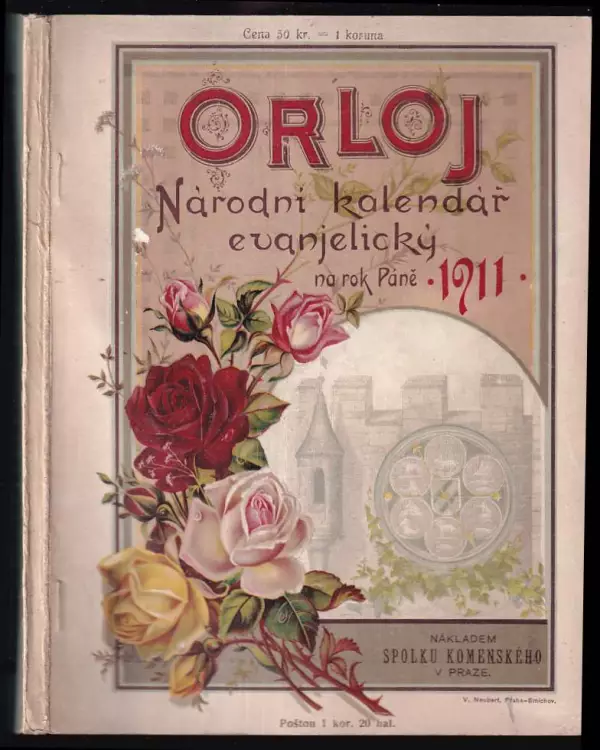 Cena 50 kr. = 1 koruna
ORLOJ
Národní kalendář
evanjelický
na rok Páně · 1911 ·
NÁKLADEM
SPOLKU KOMENSKÉHO
V PRAZE.
V. Neubert, Praha-Smíchov.
Poštou 1 kor. 20 hal.